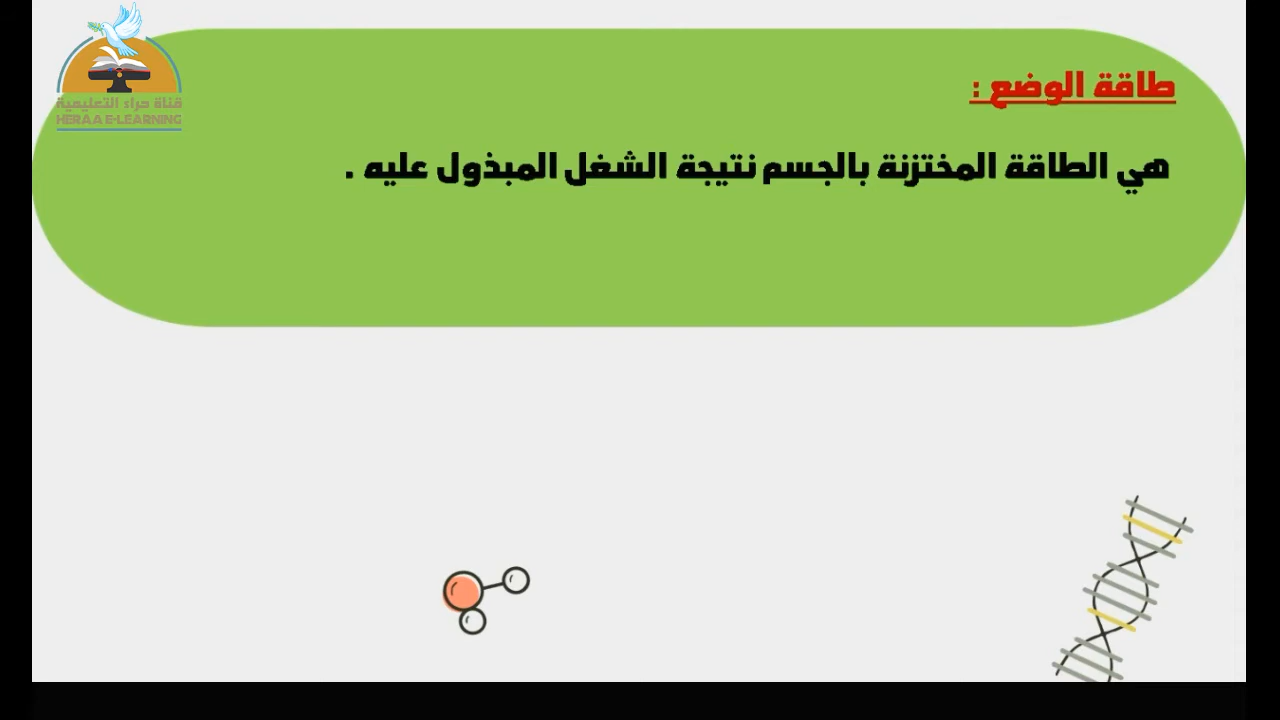 قناة حراء التعليمية
HERAA E-LEARNING
طاقة الوضع :
هي الطاقة المختزنة بالجسم نتيجة الشغل المبذول عليه .